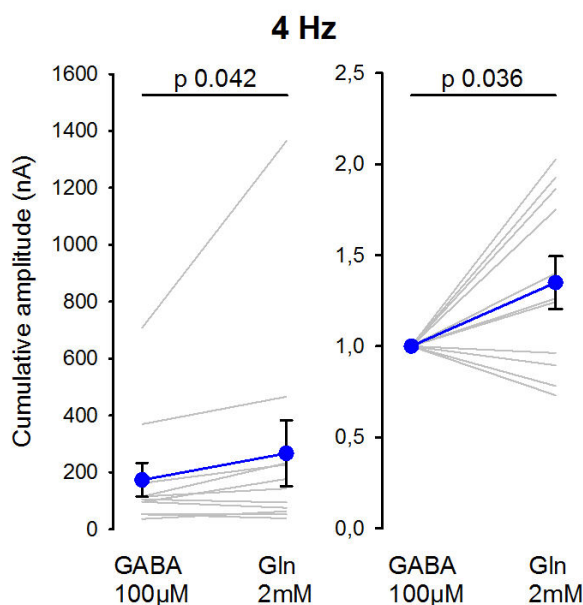 4 Hz
Cumulative amplitude (nA)
1600
1400
1200
1000
800
600
400
200
0
p 0.042
GABA
100µM
Gln
2mM
2,5
2,0
1,5
1,0
0,5
0,0
p 0.036
GABA
100µM
Gln
2mM